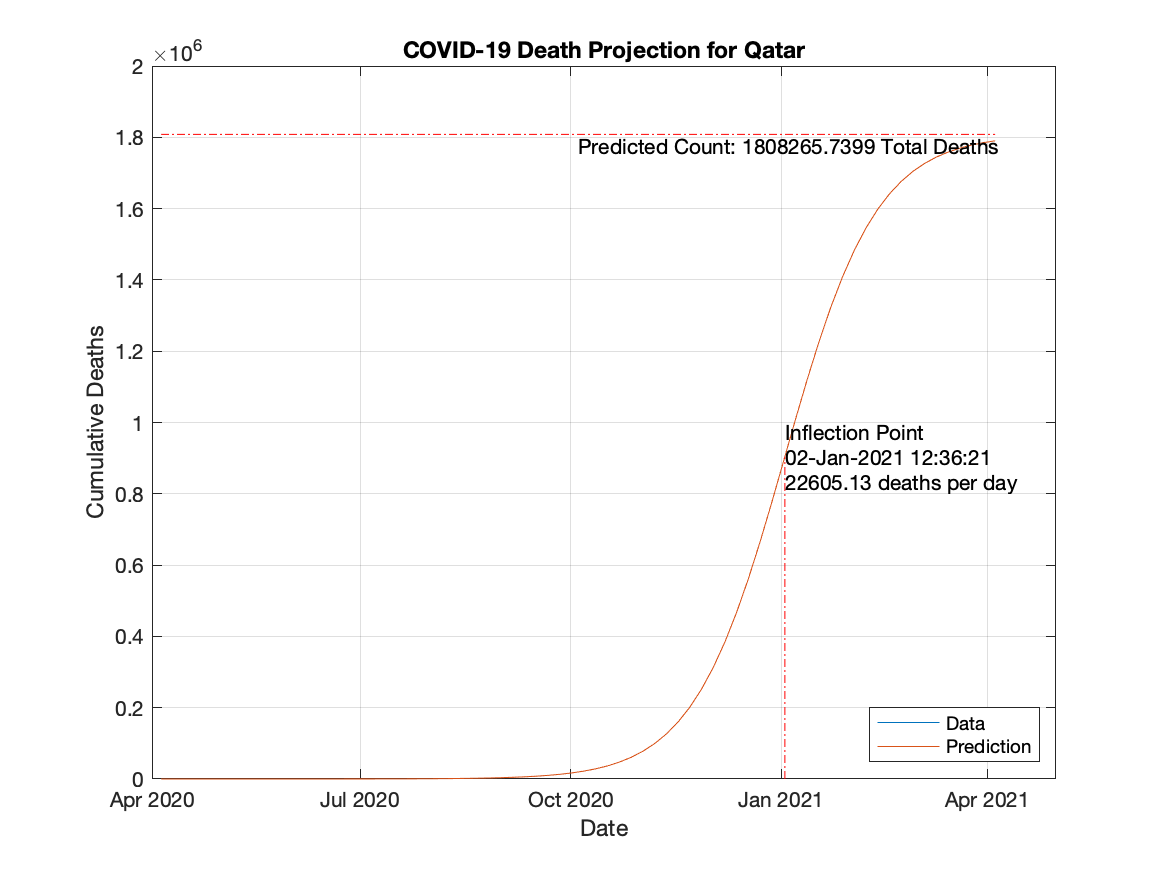 COVID-19 Death Projection for Qatar
×10⁶
2
1.8
Predicted Count: 1808265.7399 Total Deaths
1.6
1.4
1.2
1
0.8
0.6
0.4
0.2
0
Cumulative Deaths
Inflection Point
02-Jan-2021 12:36:21
22605.13 deaths per day
Data
Prediction
Apr 2020 Jul 2020 Oct 2020 Jan 2021 Apr 2021
Date